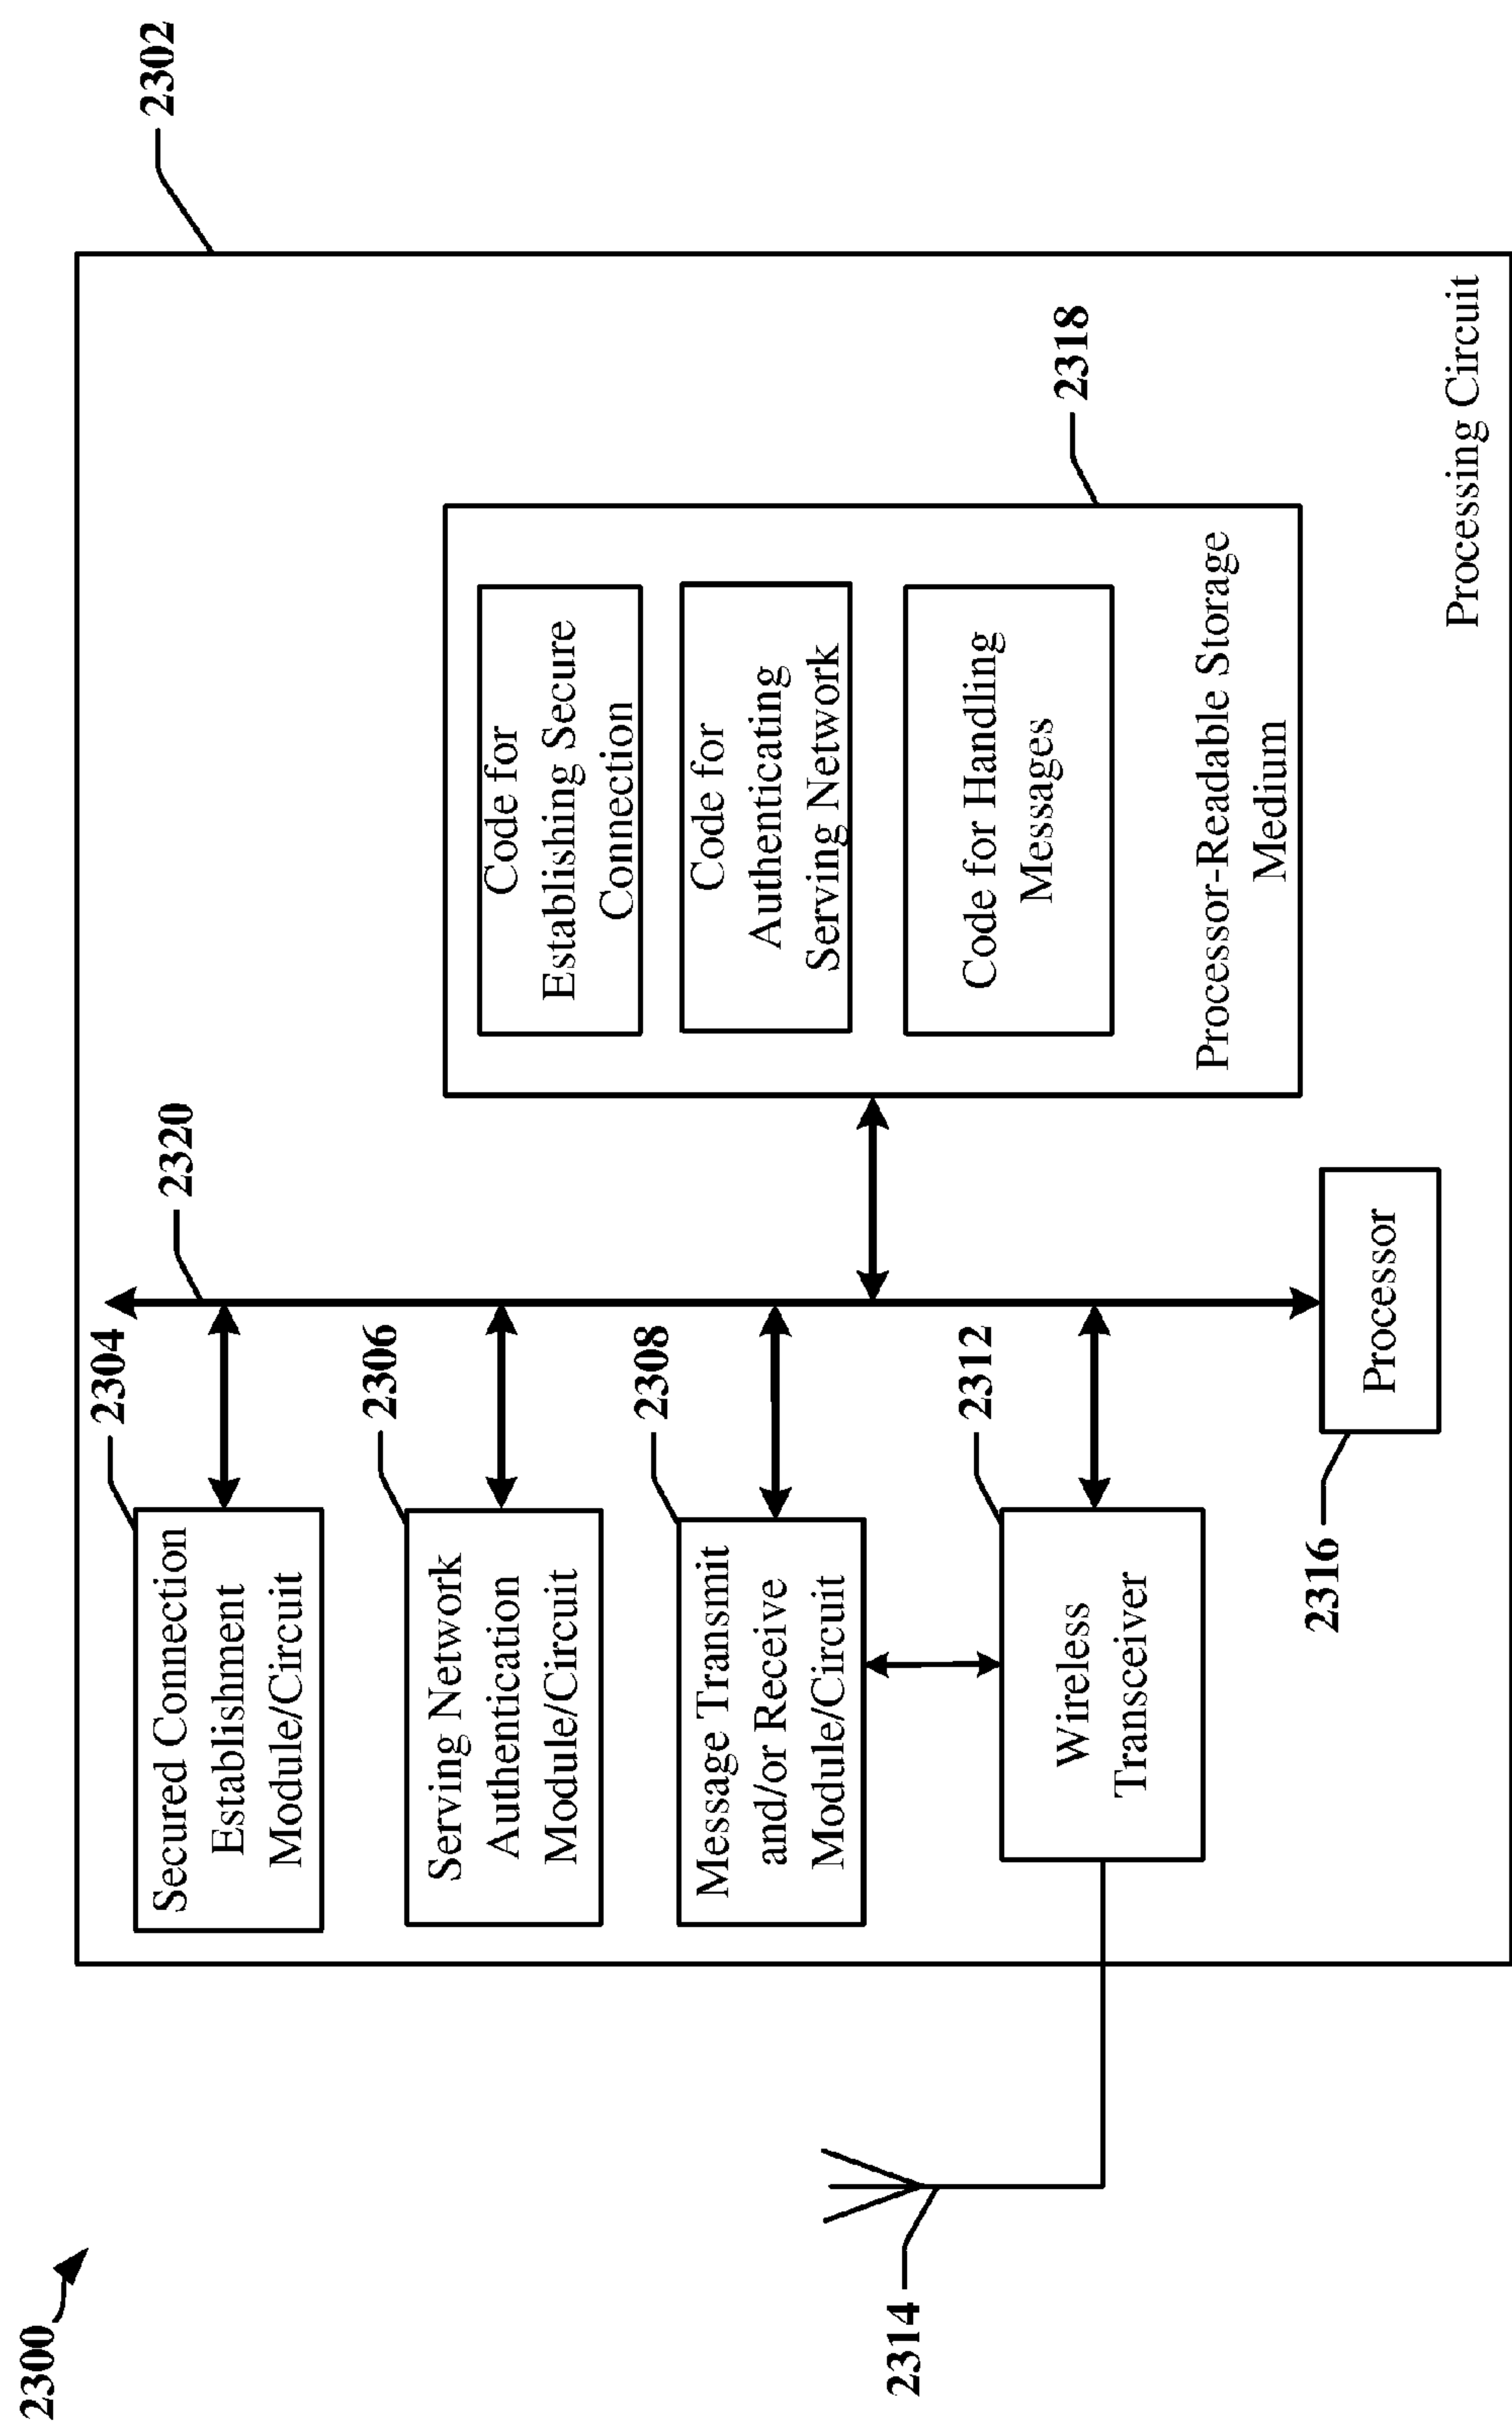 2300
2302
2304
Secured Connection
Establishment
Module/Circuit
2320
2306
Serving Network
Authentication
Module/Circuit
2308
Message Transmit
and/or Receive
Module/Circuit
2312
Wireless
Transceiver
2314
2316
Processor
Code for
Establishing Secure
Connection
Code for
Authenticating
Serving Network
Code for Handling
Messages
Processor-Readable Storage
Medium
2318
Processing Circuit